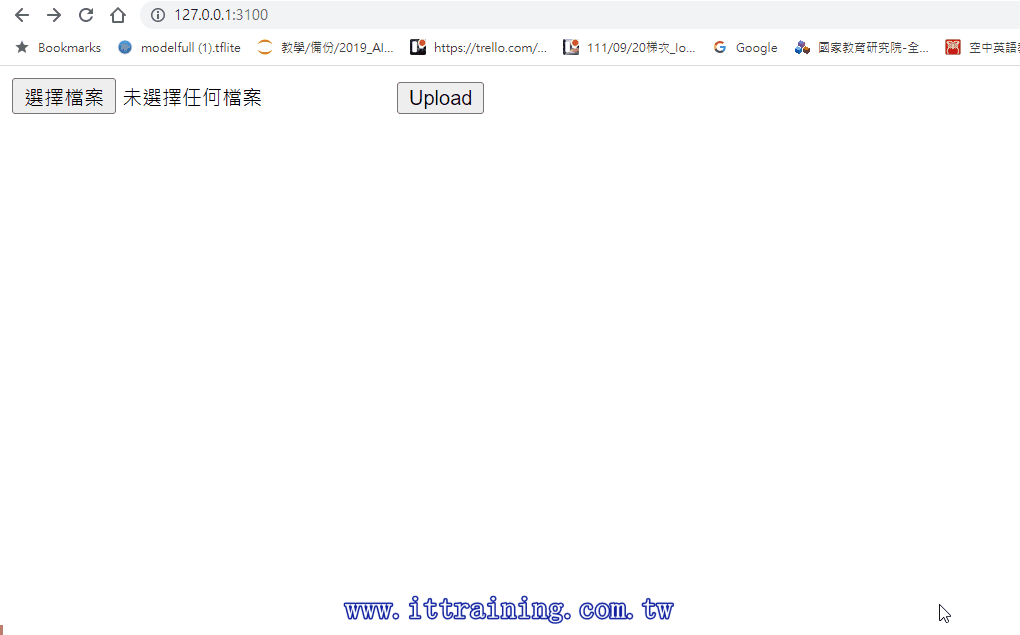 127.0.0.1:3100
Bookmarks modelfull (1).tflite 教學/備份/2019_AI... https://trello.com/... 111/09/20梯次_Io... G Google 國家教育研究院-全... 空中英語
選擇檔案 未選擇任何檔案 Upload
www.ittraining.com.tw